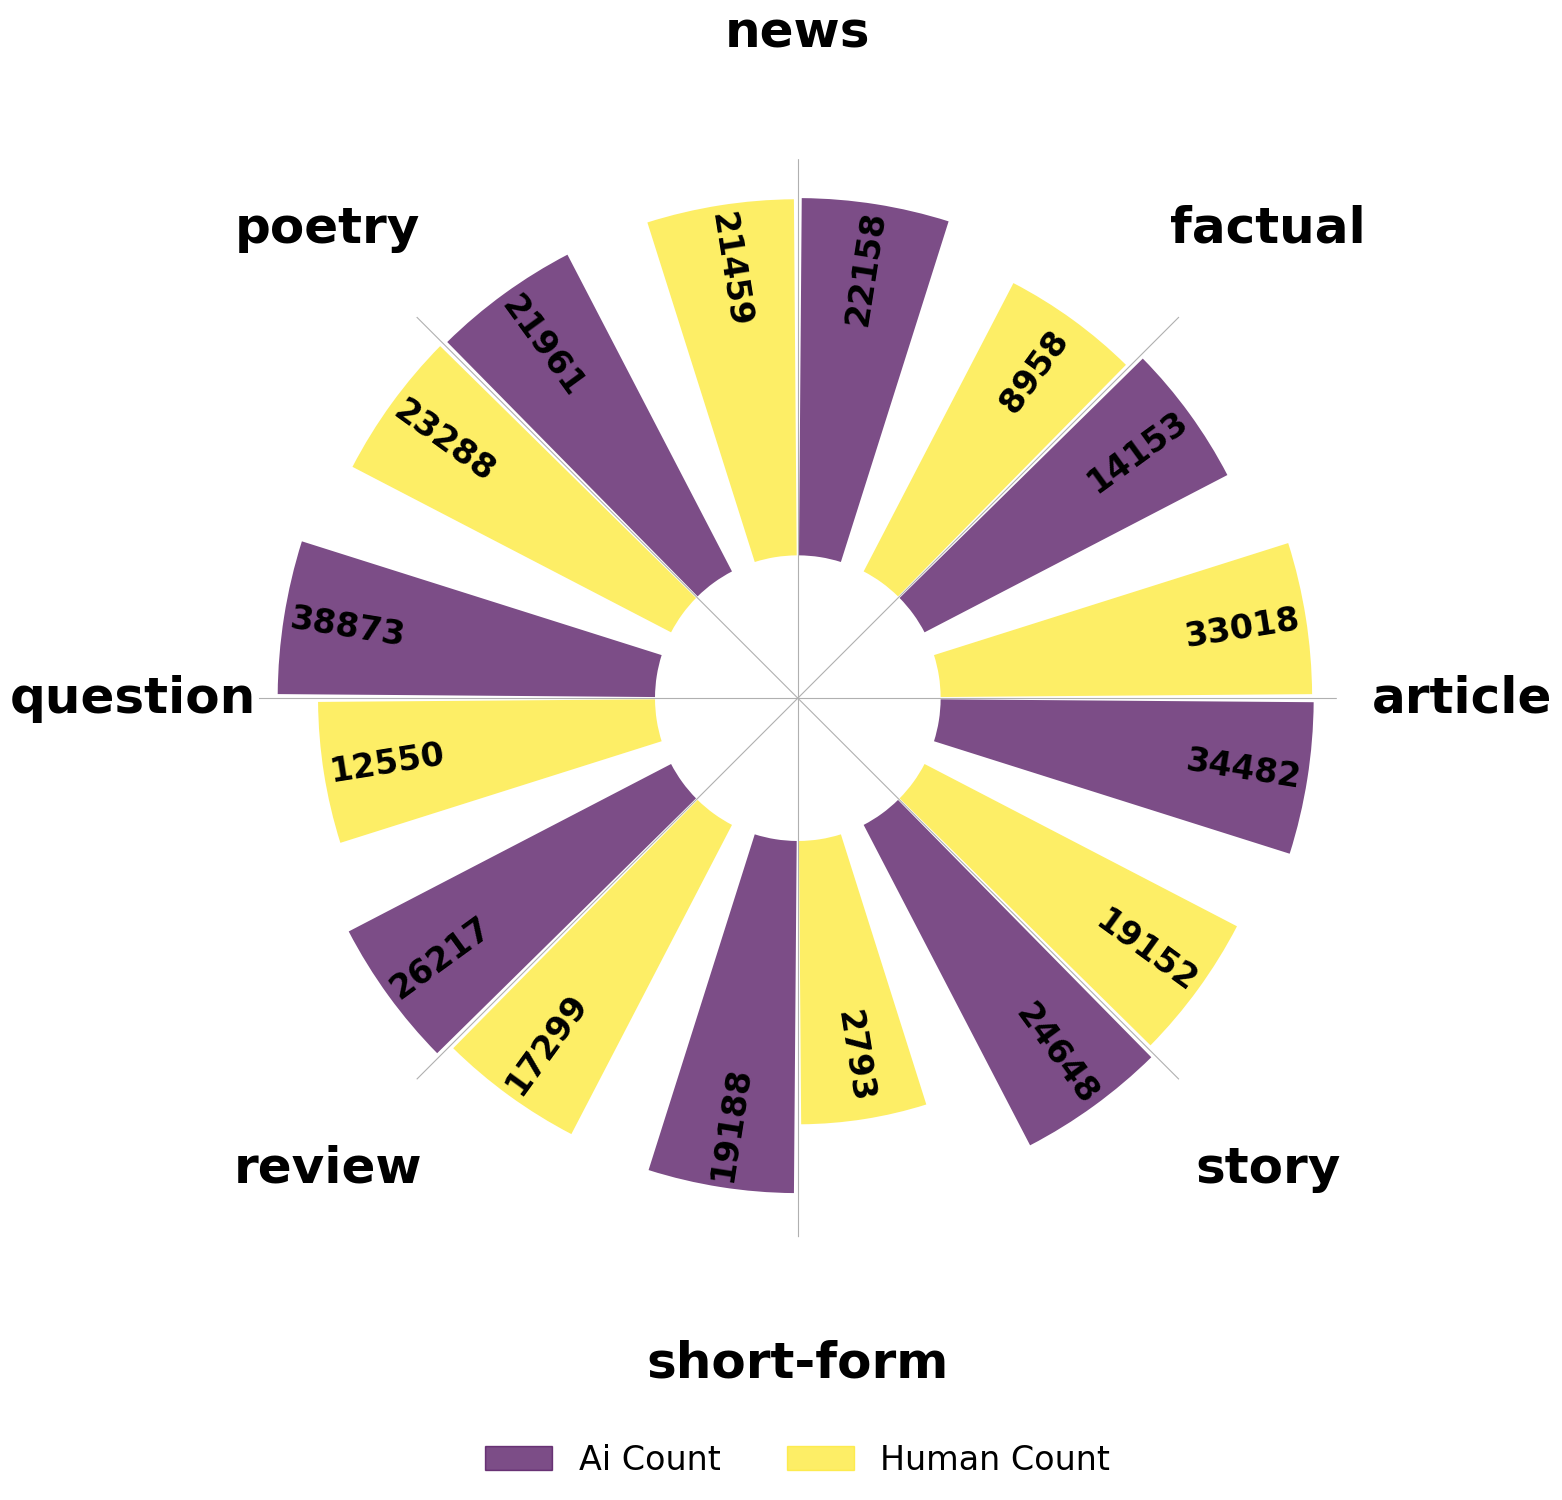 news
poetry
factual
21459
22158
21961
8958
23288
14153
38873
33018
question
article
12550
34482
26217
19152
17299
24648
19188
2793
review
story
short-form
Ai Count
Human Count